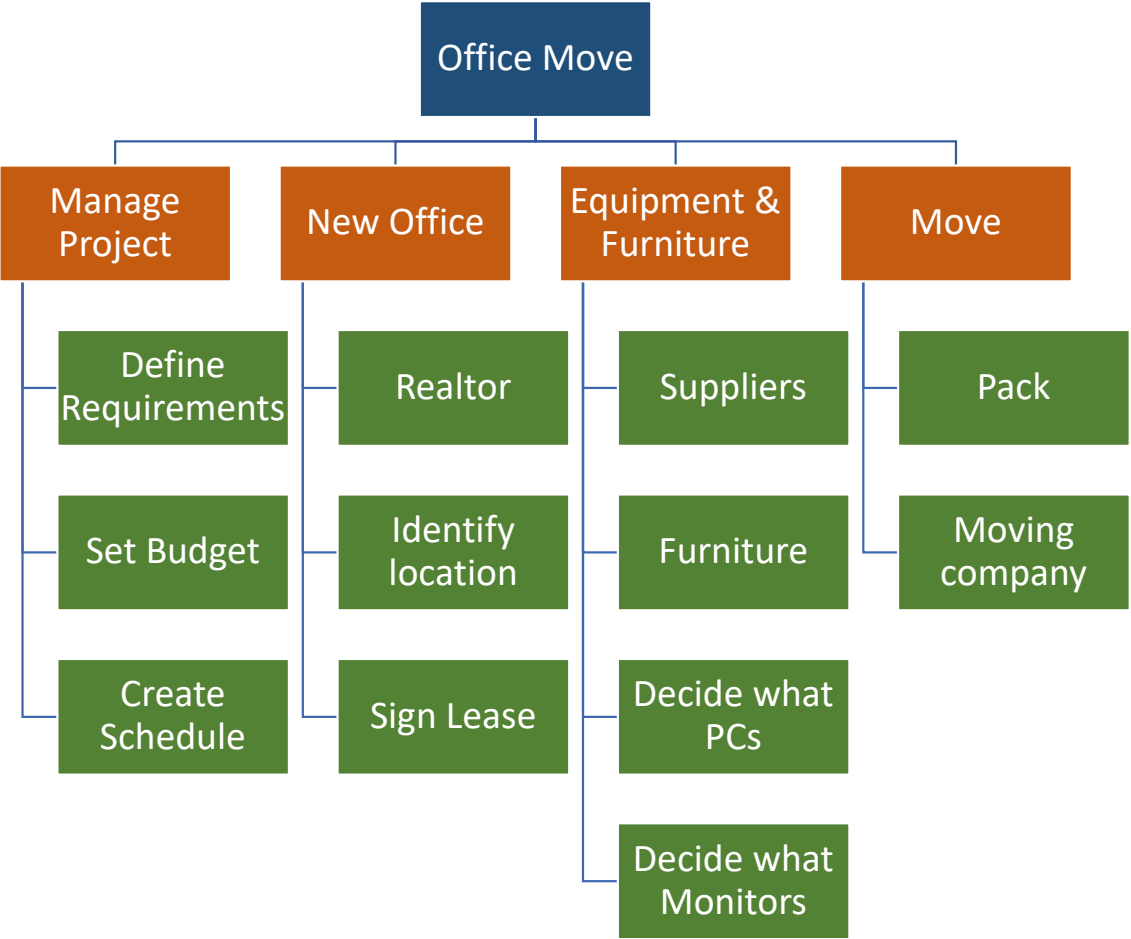 Office Move
Manage
Project
New Office
Equipment &
Furniture
Move
Define
Requirements
Realtor
Suppliers
Pack
Set Budget
Identify
location
Furniture
Moving
company
Create
Schedule
Sign Lease
Decide what
PCs
Decide what
Monitors